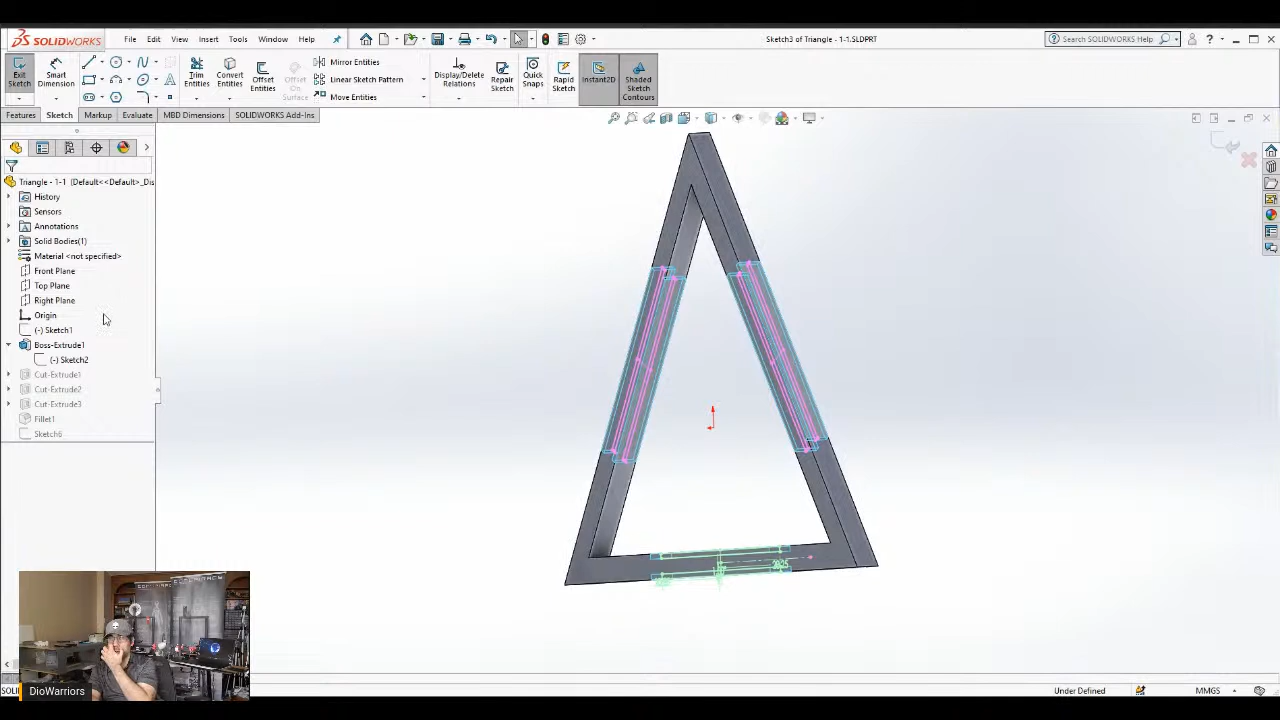 SOLIDWORKS File Edit View Insert Tools Window Help Sketch3 of Triangle - 1-1.SLDPRT Search SOLIDWORKS Help ?
Exit Sketch
Smart Dimension
Trim Entities
Convert Entities
Offset Entities
Offset On Surface
Mirror Entities
Linear Sketch Pattern
Move Entities
Display/Delete Relations
Repair Sketch
Quick Snaps
Rapid Sketch
Instant2D
Shaded Sketch Contours
Features Sketch Markup Evaluate MBD Dimensions SOLIDWORKS Add-Ins
Triangle - 1-1 (Default<<Default>_Dis
History
Sensors
Annotations
Solid Bodies(1)
Material <not specified>
Front Plane
Top Plane
Right Plane
Origin
(-) Sketch1
Boss-Extrude1
(-) Sketch2
Cut-Extrude1
Cut-Extrude2
Cut-Extrude3
Fillet1
Sketch6
DioWarriors
SOLI
Under Defined MMGS